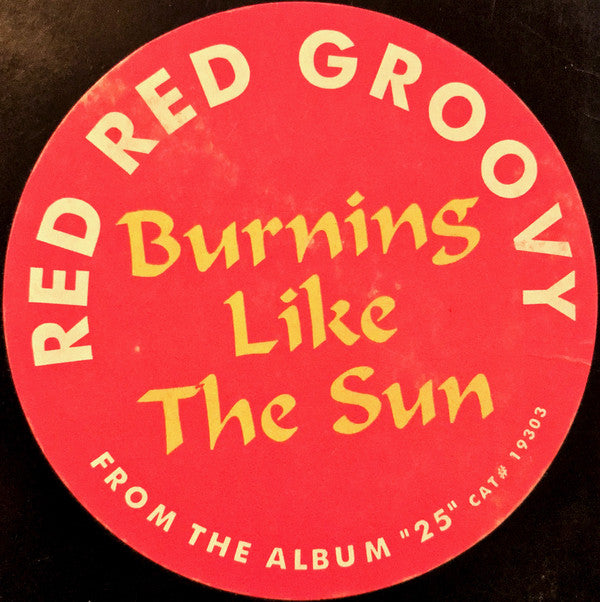 RED RED GROOVY
Burning
Like
The Sun
FROM THE ALBUM "25" CAT# 19303